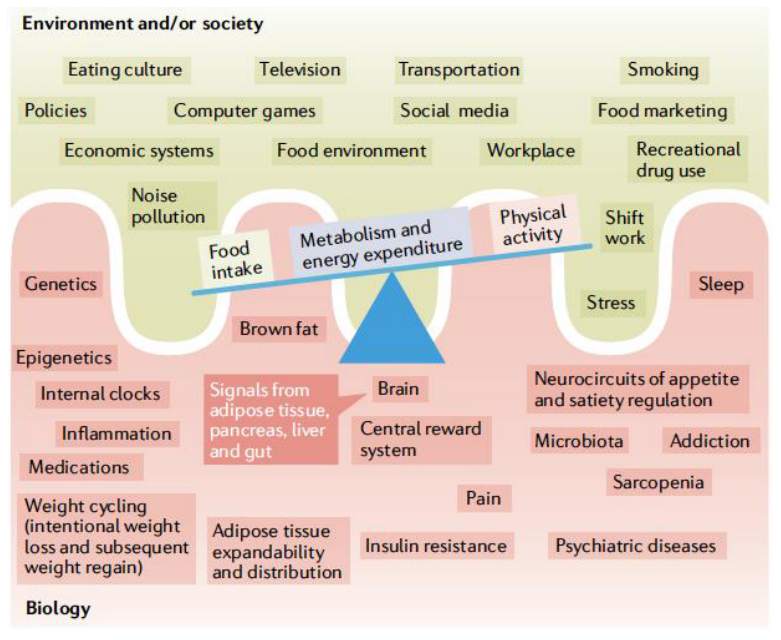 Environment and/or society
Eating culture
Television
Transportation
Smoking
Policies
Computer games
Social media
Food marketing
Economic systems
Food environment
Workplace
Recreational
drug use
Noise
pollution
Food
intake
Metabolism and
energy expenditure
Physical
activity
Shift
work
Genetics
Stress
Sleep
Brown fat
Epigenetics
Internal clocks
Inflammation
Medications
Signals from
adipose tissue,
pancreas, liver
and gut
Brain
Central reward
system
Neurocircuits of appetite
and satiety regulation
Microbiota
Addiction
Sarcopenia
Pain
Weight cycling
(intentional weight
loss and subsequent
weight regain)
Adipose tissue
expandability
and distribution
Insulin resistance
Psychiatric diseases
Biology